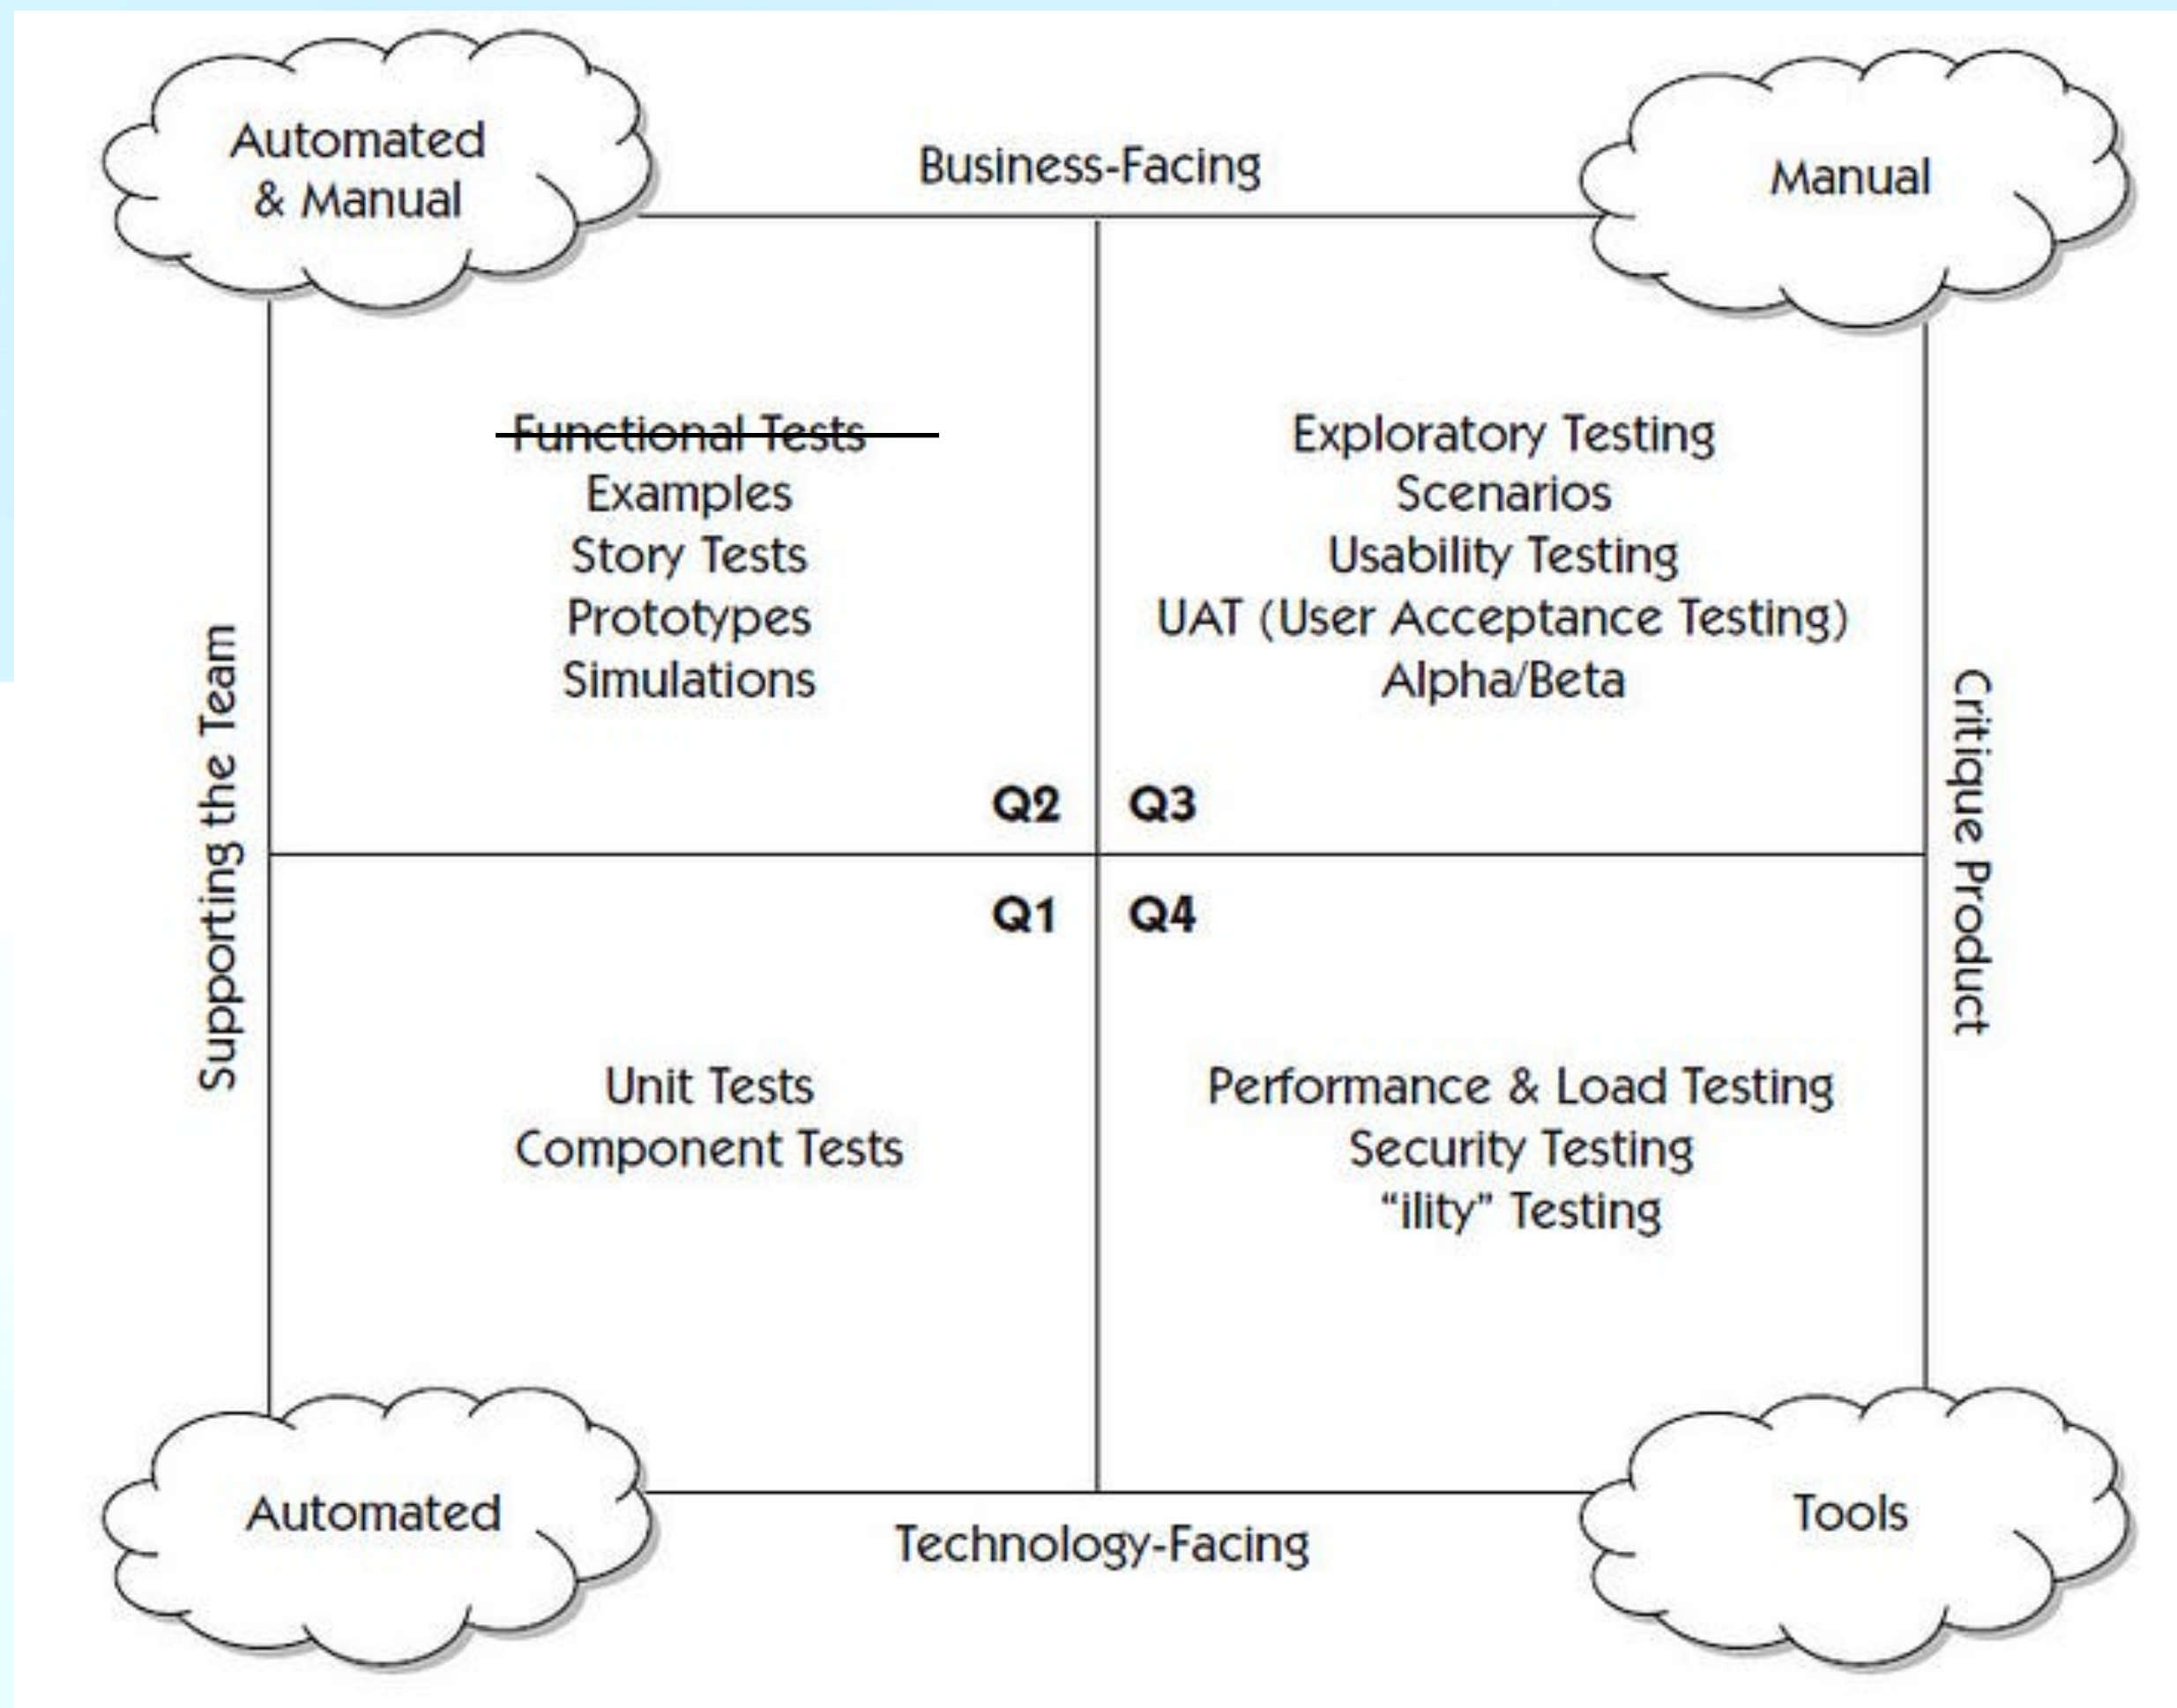 Automated
& Manual
Business-Facing
Manual
Functional Tests
Examples
Story Tests
Prototypes
Simulations
Exploratory Testing
Scenarios
Usability Testing
UAT (User Acceptance Testing)
Alpha/Beta
Supporting the Team
Critique Product
Q2
Q3
Q1
Q4
Unit Tests
Component Tests
Performance & Load Testing
Security Testing
“ility” Testing
Automated
Technology-Facing
Tools